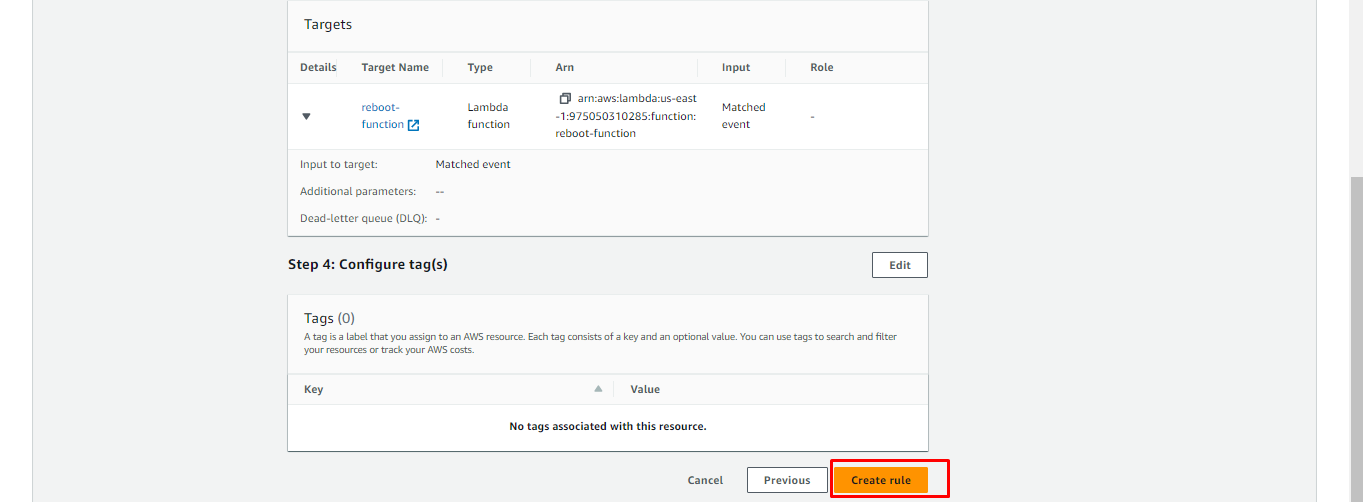 Targets
Details Target Name Type Arn Input Role
reboot-function Lambda function arn:aws:lambda:us-east-1:975050310285:function:reboot-function Matched event -
Input to target: Matched event
Additional parameters: --
Dead-letter queue (DLQ): -
Step 4: Configure tag(s) Edit
Tags (0)
A tag is a label that you assign to an AWS resource. Each tag consists of a key and an optional value. You can use tags to search and filter
your resources or track your AWS costs.
Key Value
No tags associated with this resource.
Cancel Previous Create rule